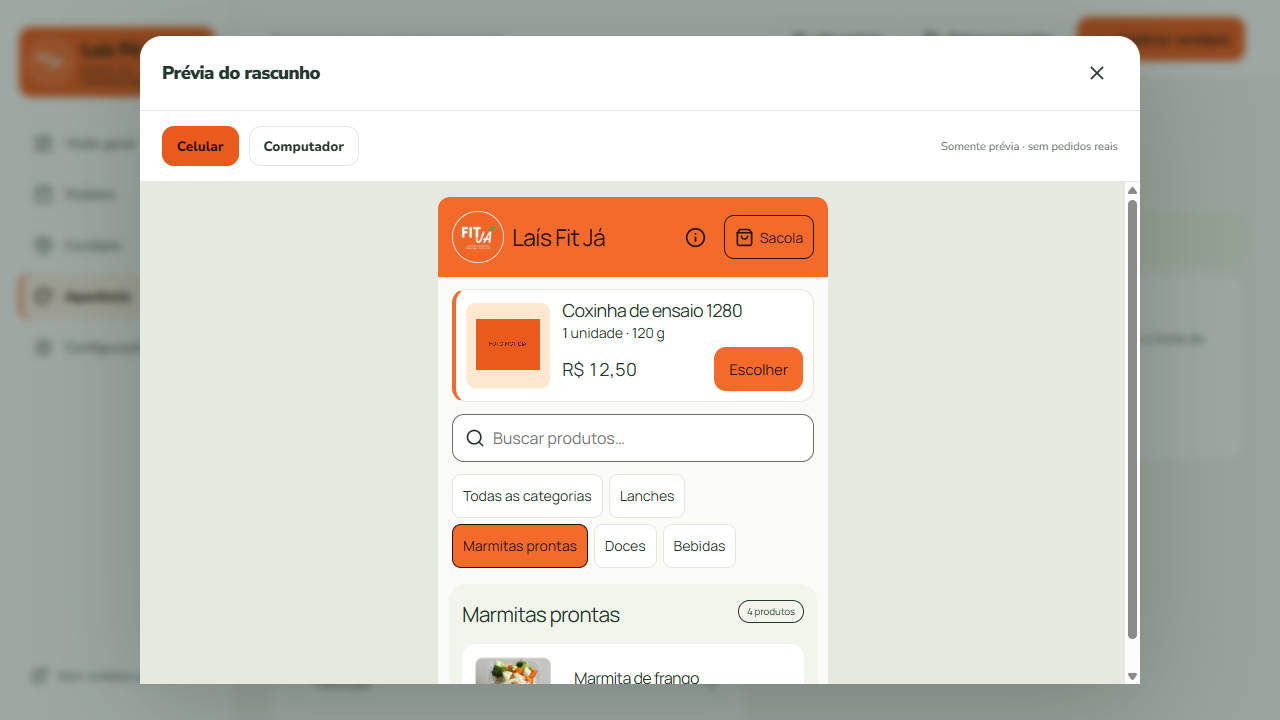 Prévia do rascunho
Celular
Computador
Somente prévia · sem pedidos reais
FIT JÁ
Laís Fit Já
Sacola
Coxinha de ensaio 1280
1 unidade · 120 g
R$ 12,50
Escolher
Buscar produtos...
Todas as categorias
Lanches
Marmitas prontas
Doces
Bebidas
Marmitas prontas
4 produtos
Marmita de frango